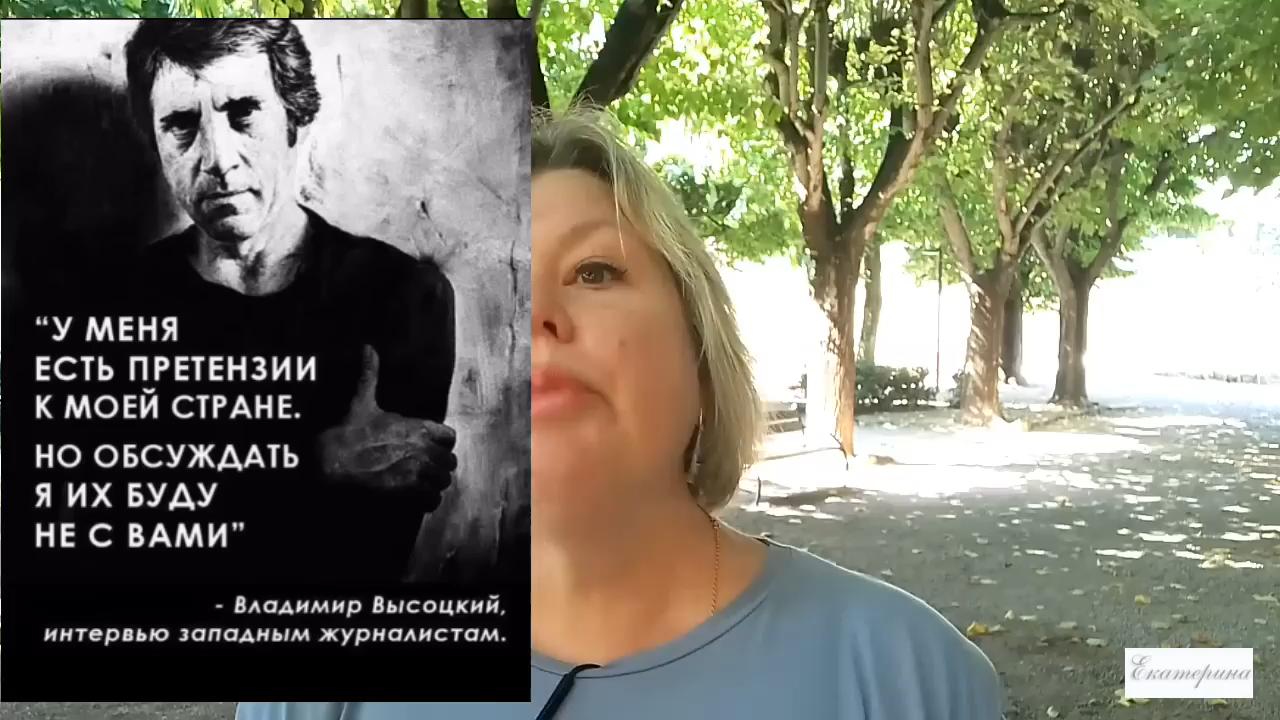 “У МЕНЯ
ЕСТЬ ПРЕТЕНЗИИ
К МОЕЙ СТРАНЕ.
НО ОБСУЖДАТЬ
Я ИХ БУДУ
НЕ С ВАМИ”
- Владимир Высоцкий,
интервью западным журналистам.
Екатерина